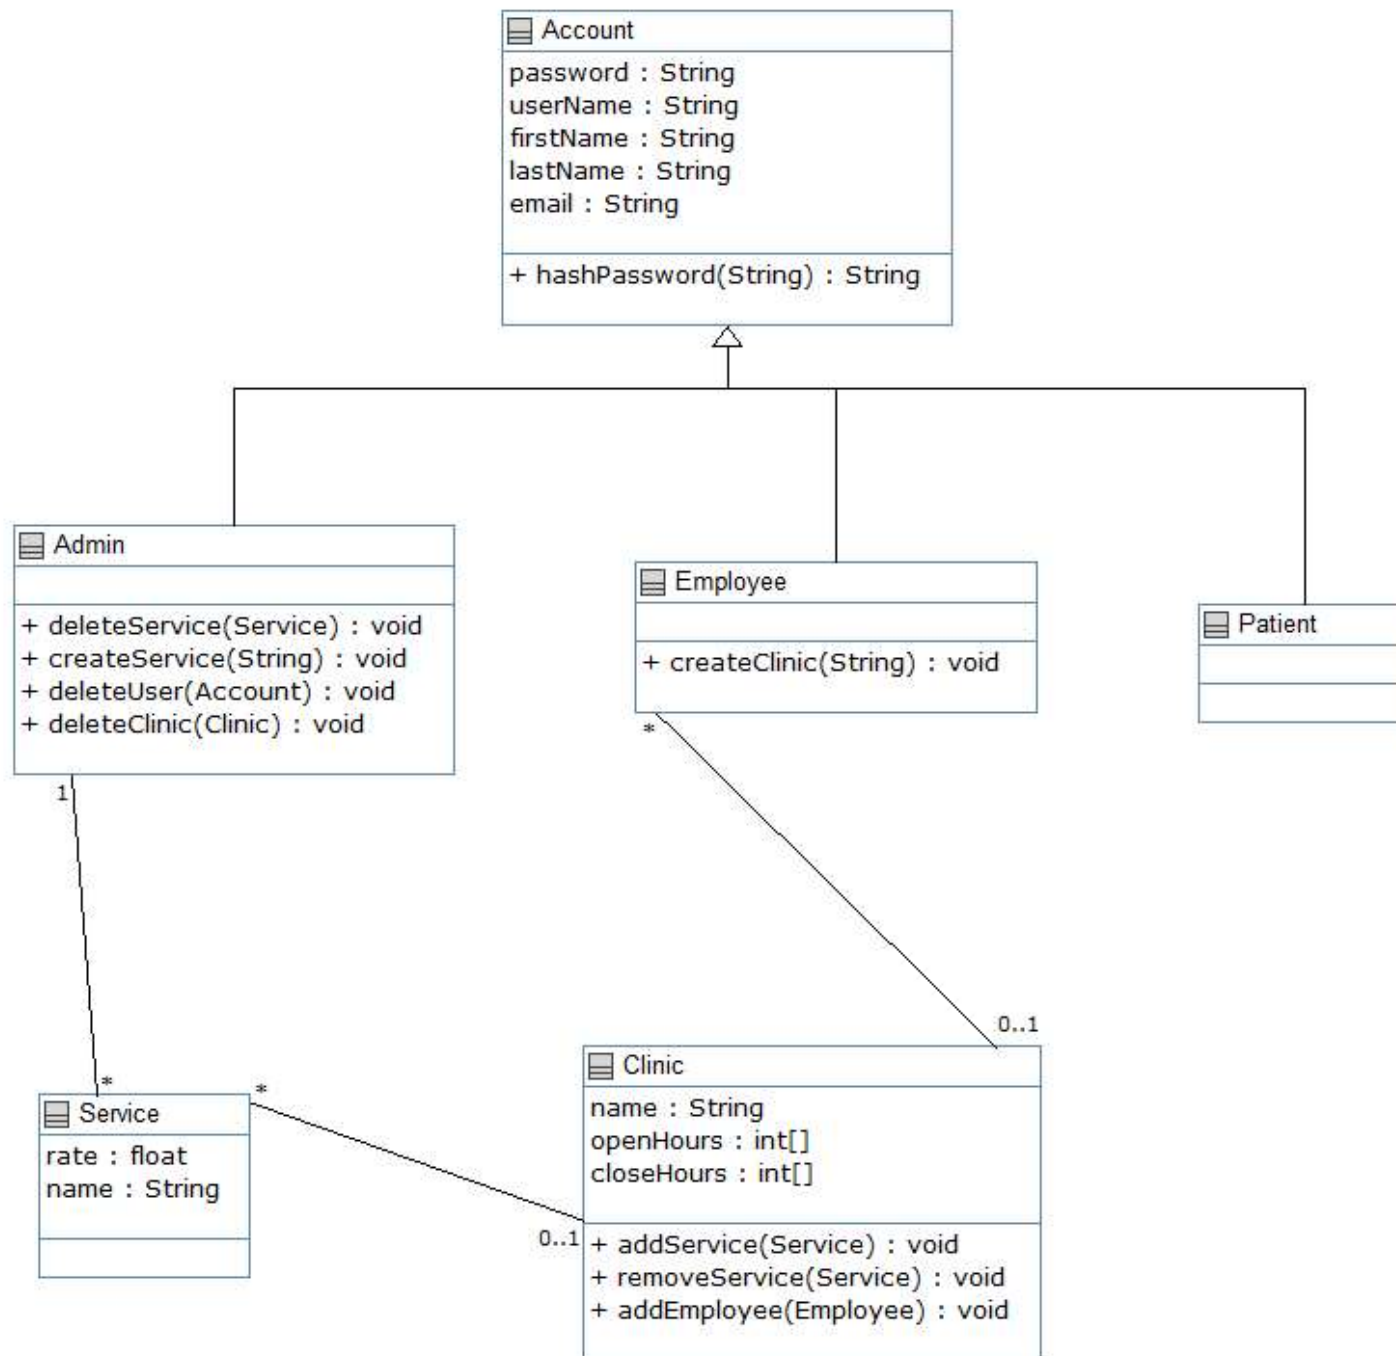 Account
password : String
userName : String
firstName : String
lastName : String
email : String
+ hashPassword(String) : String
Admin
+ deleteService(Service) : void
+ createService(String) : void
+ deleteUser(Account) : void
+ deleteClinic(Clinic) : void
Employee
+ createClinic(String) : void
Patient
1
*
*
*
0..1
0..1
Service
rate : float
name : String
Clinic
name : String
openHours : int[]
closeHours : int[]
+ addService(Service) : void
+ removeService(Service) : void
+ addEmployee(Employee) : void